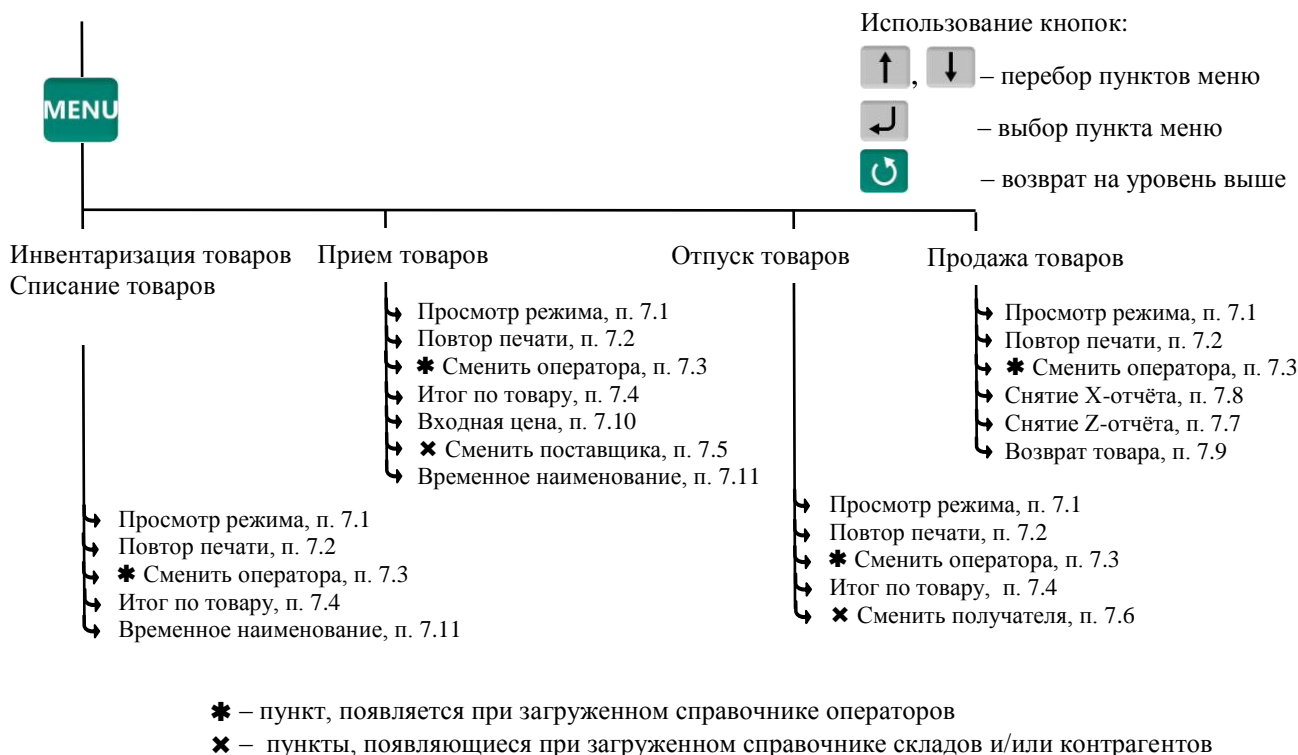 Использование кнопок:
, – перебор пунктов меню
MENU
– выбор пункта меню
– возврат на уровень выше
Инвентаризация товаров
Списание товаров
Просмотр режима, п. 7.1
Повтор печати, п. 7.2
✱ Сменить оператора, п. 7.3
Итог по товару, п. 7.4
Временное наименование, п. 7.11
Прием товаров
Просмотр режима, п. 7.1
Повтор печати, п. 7.2
✱ Сменить оператора, п. 7.3
Итог по товару, п. 7.4
Входная цена, п. 7.10
✖ Сменить поставщика, п. 7.5
Временное наименование, п. 7.11
Отпуск товаров
Просмотр режима, п. 7.1
Повтор печати, п. 7.2
✱ Сменить оператора, п. 7.3
Итог по товару, п. 7.4
✖ Сменить получателя, п. 7.6
Продажа товаров
Просмотр режима, п. 7.1
Повтор печати, п. 7.2
✱ Сменить оператора, п. 7.3
Снятие X-отчёта, п. 7.8
Снятие Z-отчёта, п. 7.7
Возврат товара, п. 7.9
✱ – пункт, появляется при загруженном справочнике операторов
✖ – пункты, появляющиеся при загруженном справочнике складов и/или контрагентов